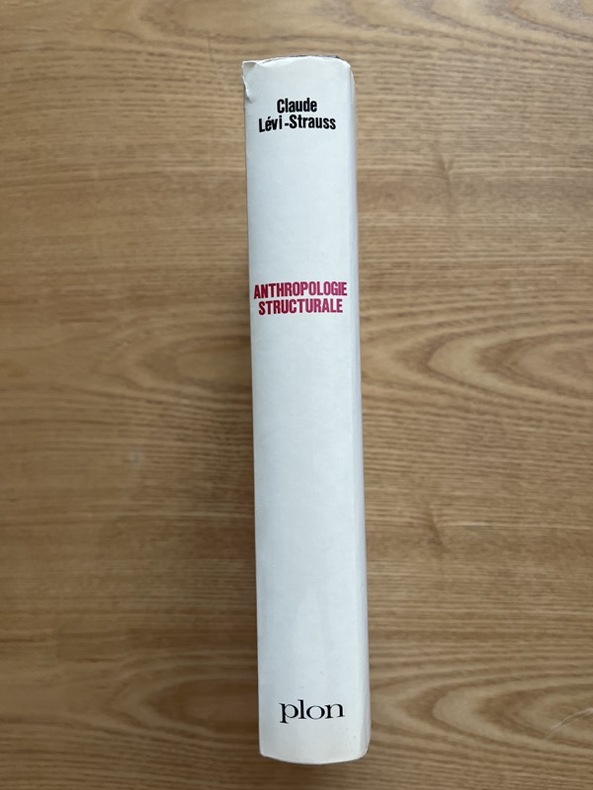 Claude
Lévi-Strauss
ANTHROPOLOGIE
STRUCTURALE
plon